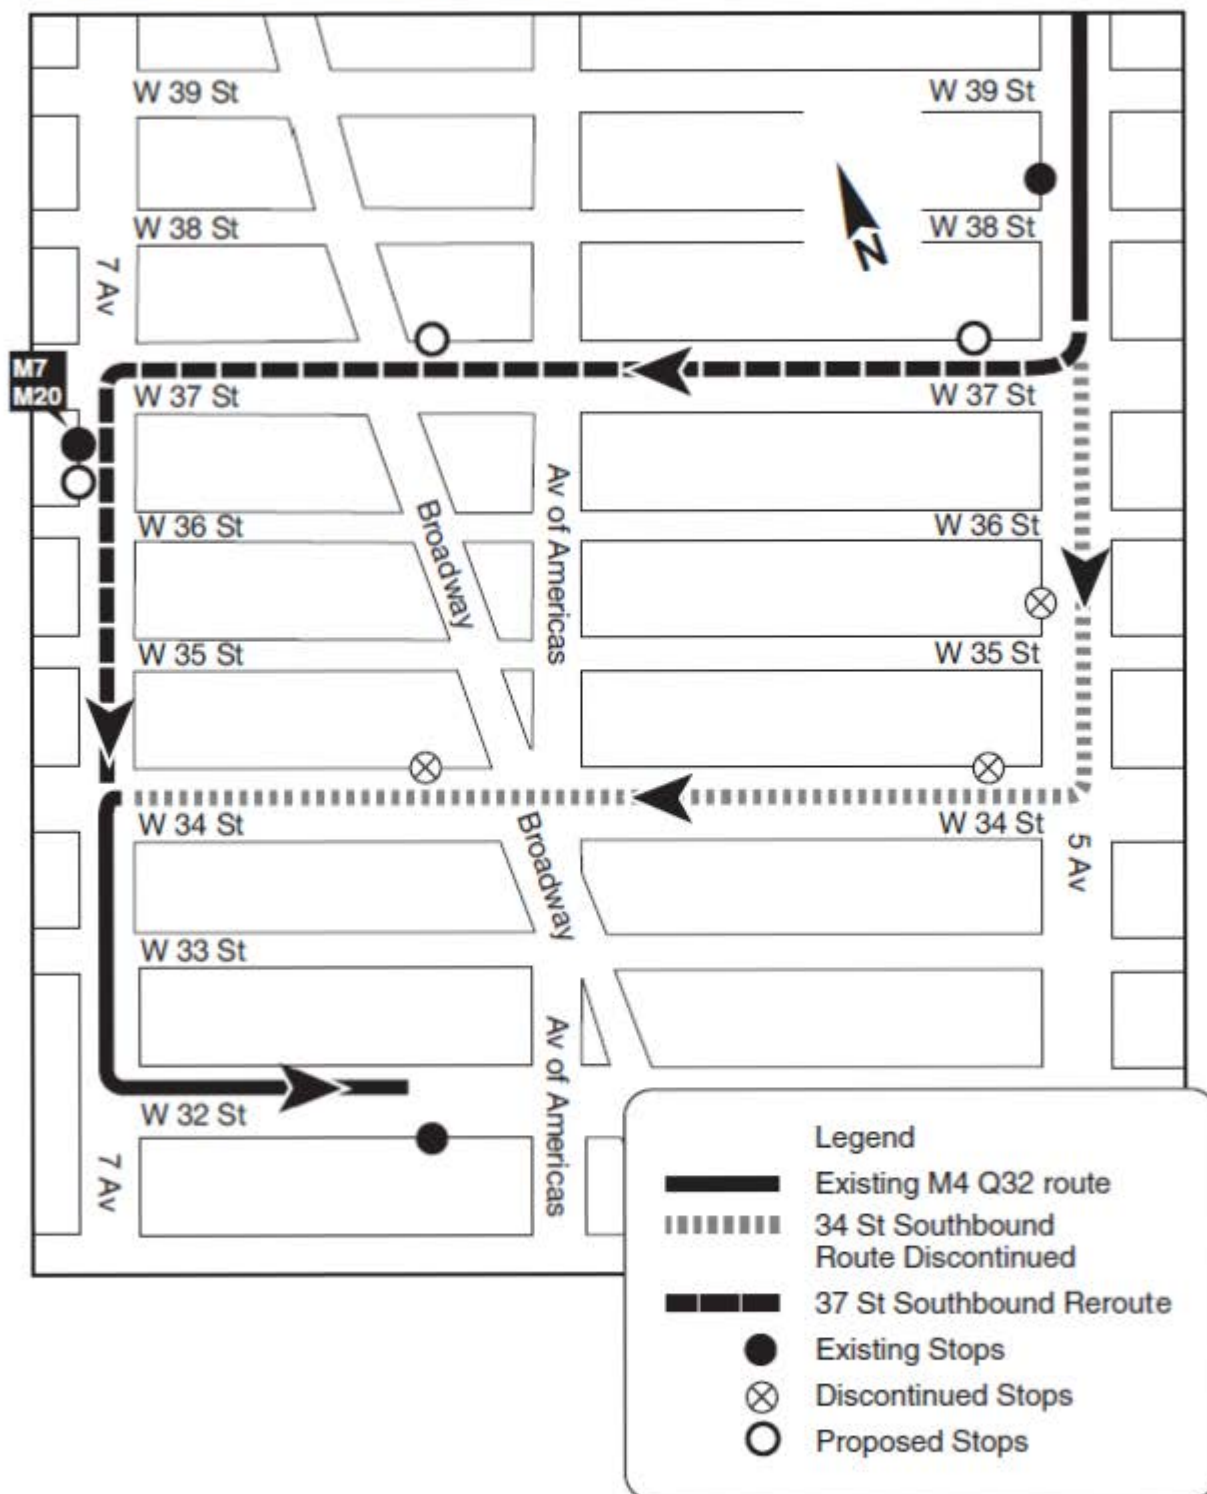 W 39 St
W 39 St
W 38 St
W 38 St
N
7 Av
M7
M20
W 37 St
W 37 St
Av of Americas
Broadway
W 36 St
W 36 St
W 35 St
W 35 St
W 34 St
W 34 St
Broadway
5 Av
W 33 St
Av of Americas
W 32 St
7 Av
Legend
Existing M4 Q32 route
34 St Southbound
Route Discontinued
37 St Southbound Reroute
Existing Stops
Discontinued Stops
Proposed Stops